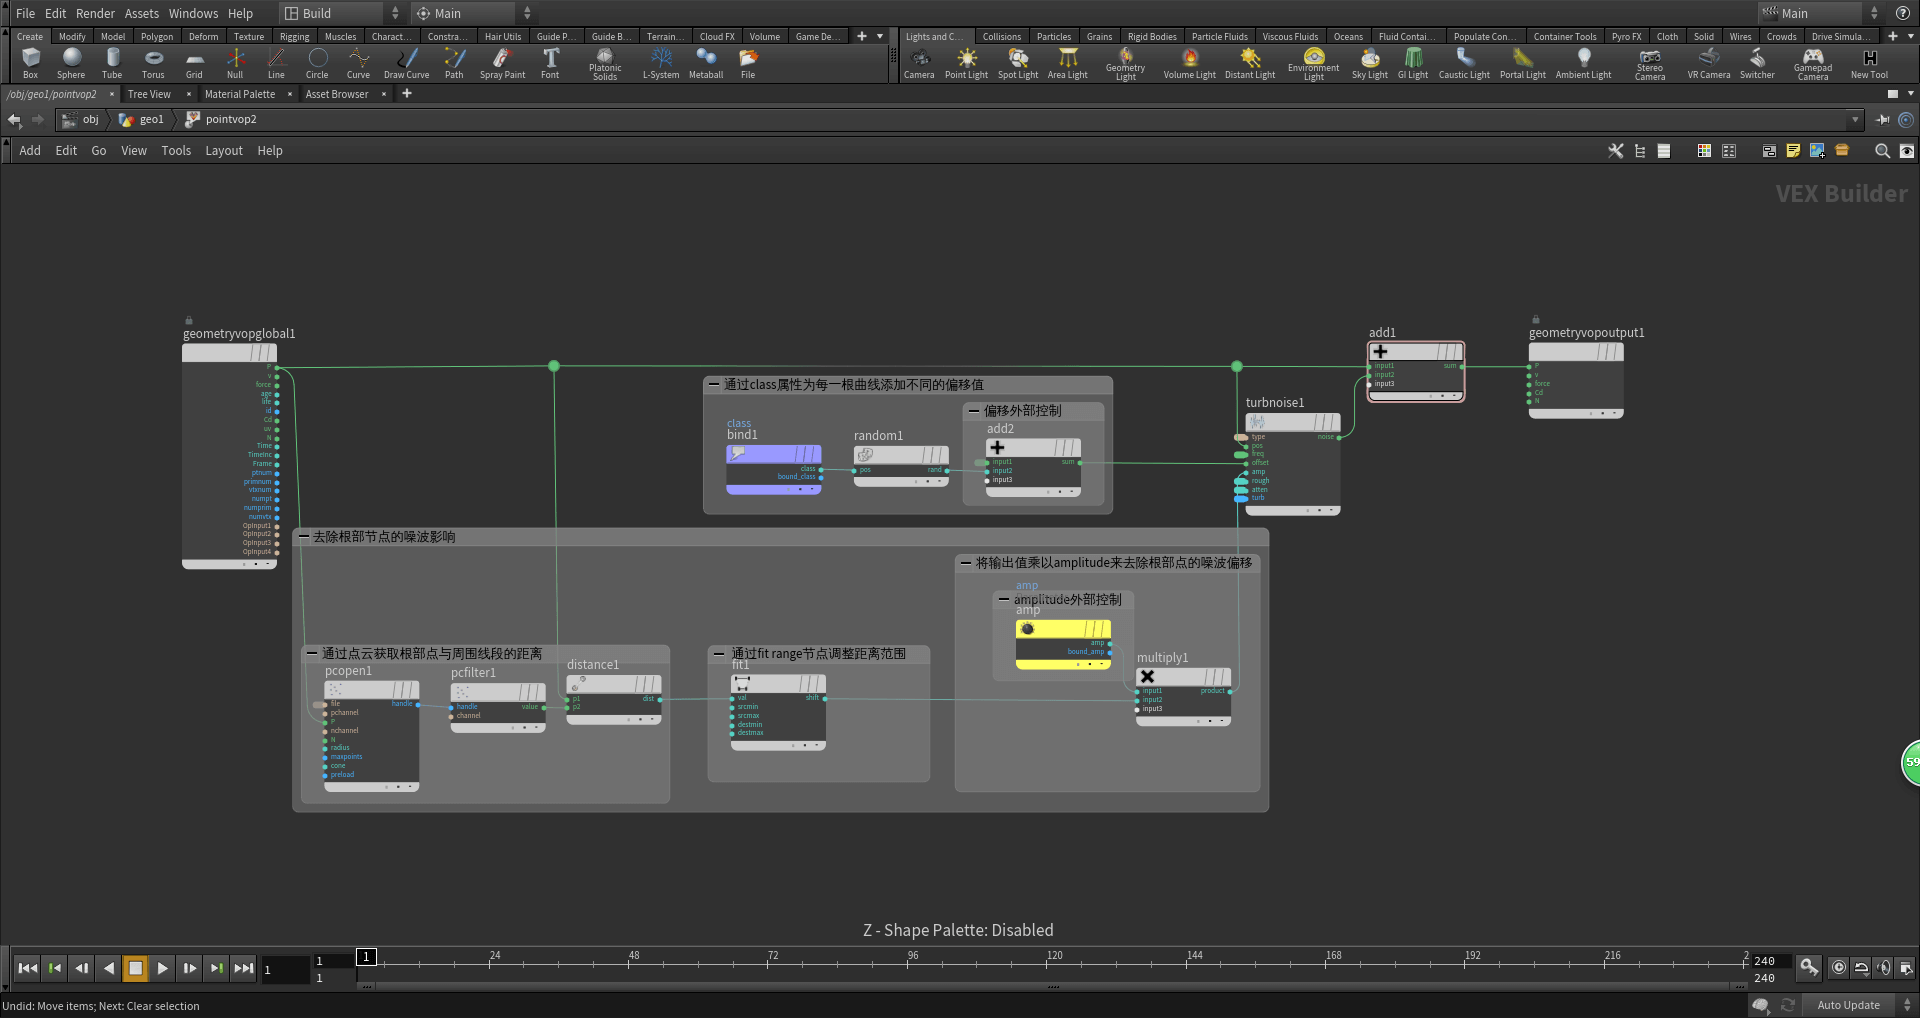 File Edit Render Assets Windows Help Build Main Main
Create Modify Model Polygon Deform Texture Rigging Muscles Charact... Constra... Hair Utils Guide P... Guide B... Terrain... Cloud FX Volume Game De...
Lights and C... Collisions Particles Grains Rigid Bodies Particle Fluids Viscous Fluids Oceans Fluid Contai... Populate Con... Container Tools Pyro FX Cloth Solid Wires Crowds Drive Simula...
Box Sphere Tube Torus Grid Null Line Circle Curve Draw Curve Path Spray Paint Font Platonic Solids L-System Metaball File
Camera Point Light Spot Light Area Light Geometry Light Volume Light Distant Light Environment Light Sky Light GI Light Caustic Light Portal Light Ambient Light Stereo Camera VR Camera Switcher Gamepad Camera New Tool
/obj/geo1/pointvop2 Tree View Material Palette Asset Browser
obj geo1 pointvop2
Add Edit Go View Tools Layout Help
VEX Builder
geometryvopglobal1
P
v
force
age
life
id
Cd
uv
N
Time
TimeInc
Frame
ptnum
primnum
vtxnum
numpt
numprim
numvtx
OpInput1
OpInput2
OpInput3
OpInput4
通过class属性为每一根曲线添加不同的偏移值
class
bind1
class
bound_class
random1
pos rand
偏移外部控制
add2
input1 sum
input2
input3
turbnoise1
type noise
pos
freq
offset
amp
rough
atten
turb
add1
input1 sum
input2
input3
geometryvopoutput1
P
v
force
Cd
N
去除根部节点的噪波影响
通过点云获取根部点与周围线段的距离
pcopen1
file handle
pchannel
P
nchannel
N
radius
maxpoints
cone
preload
pcfilter1
handle value
channel
distance1
p1 dist
p2
通过fit range节点调整距离范围
fit1
val shift
srcmin
srcmax
destmin
destmax
将输出值乘以amplitude来去除根部点的噪波偏移
amp
amplitude外部控制
amp
amp
bound_amp
multiply1
input1 product
input2
input3
59
Z - Shape Palette: Disabled
1 1 1 1 24 48 72 96 120 144 168 192 216 2 240
240
Undid: Move items; Next: Clear selection
Auto Update